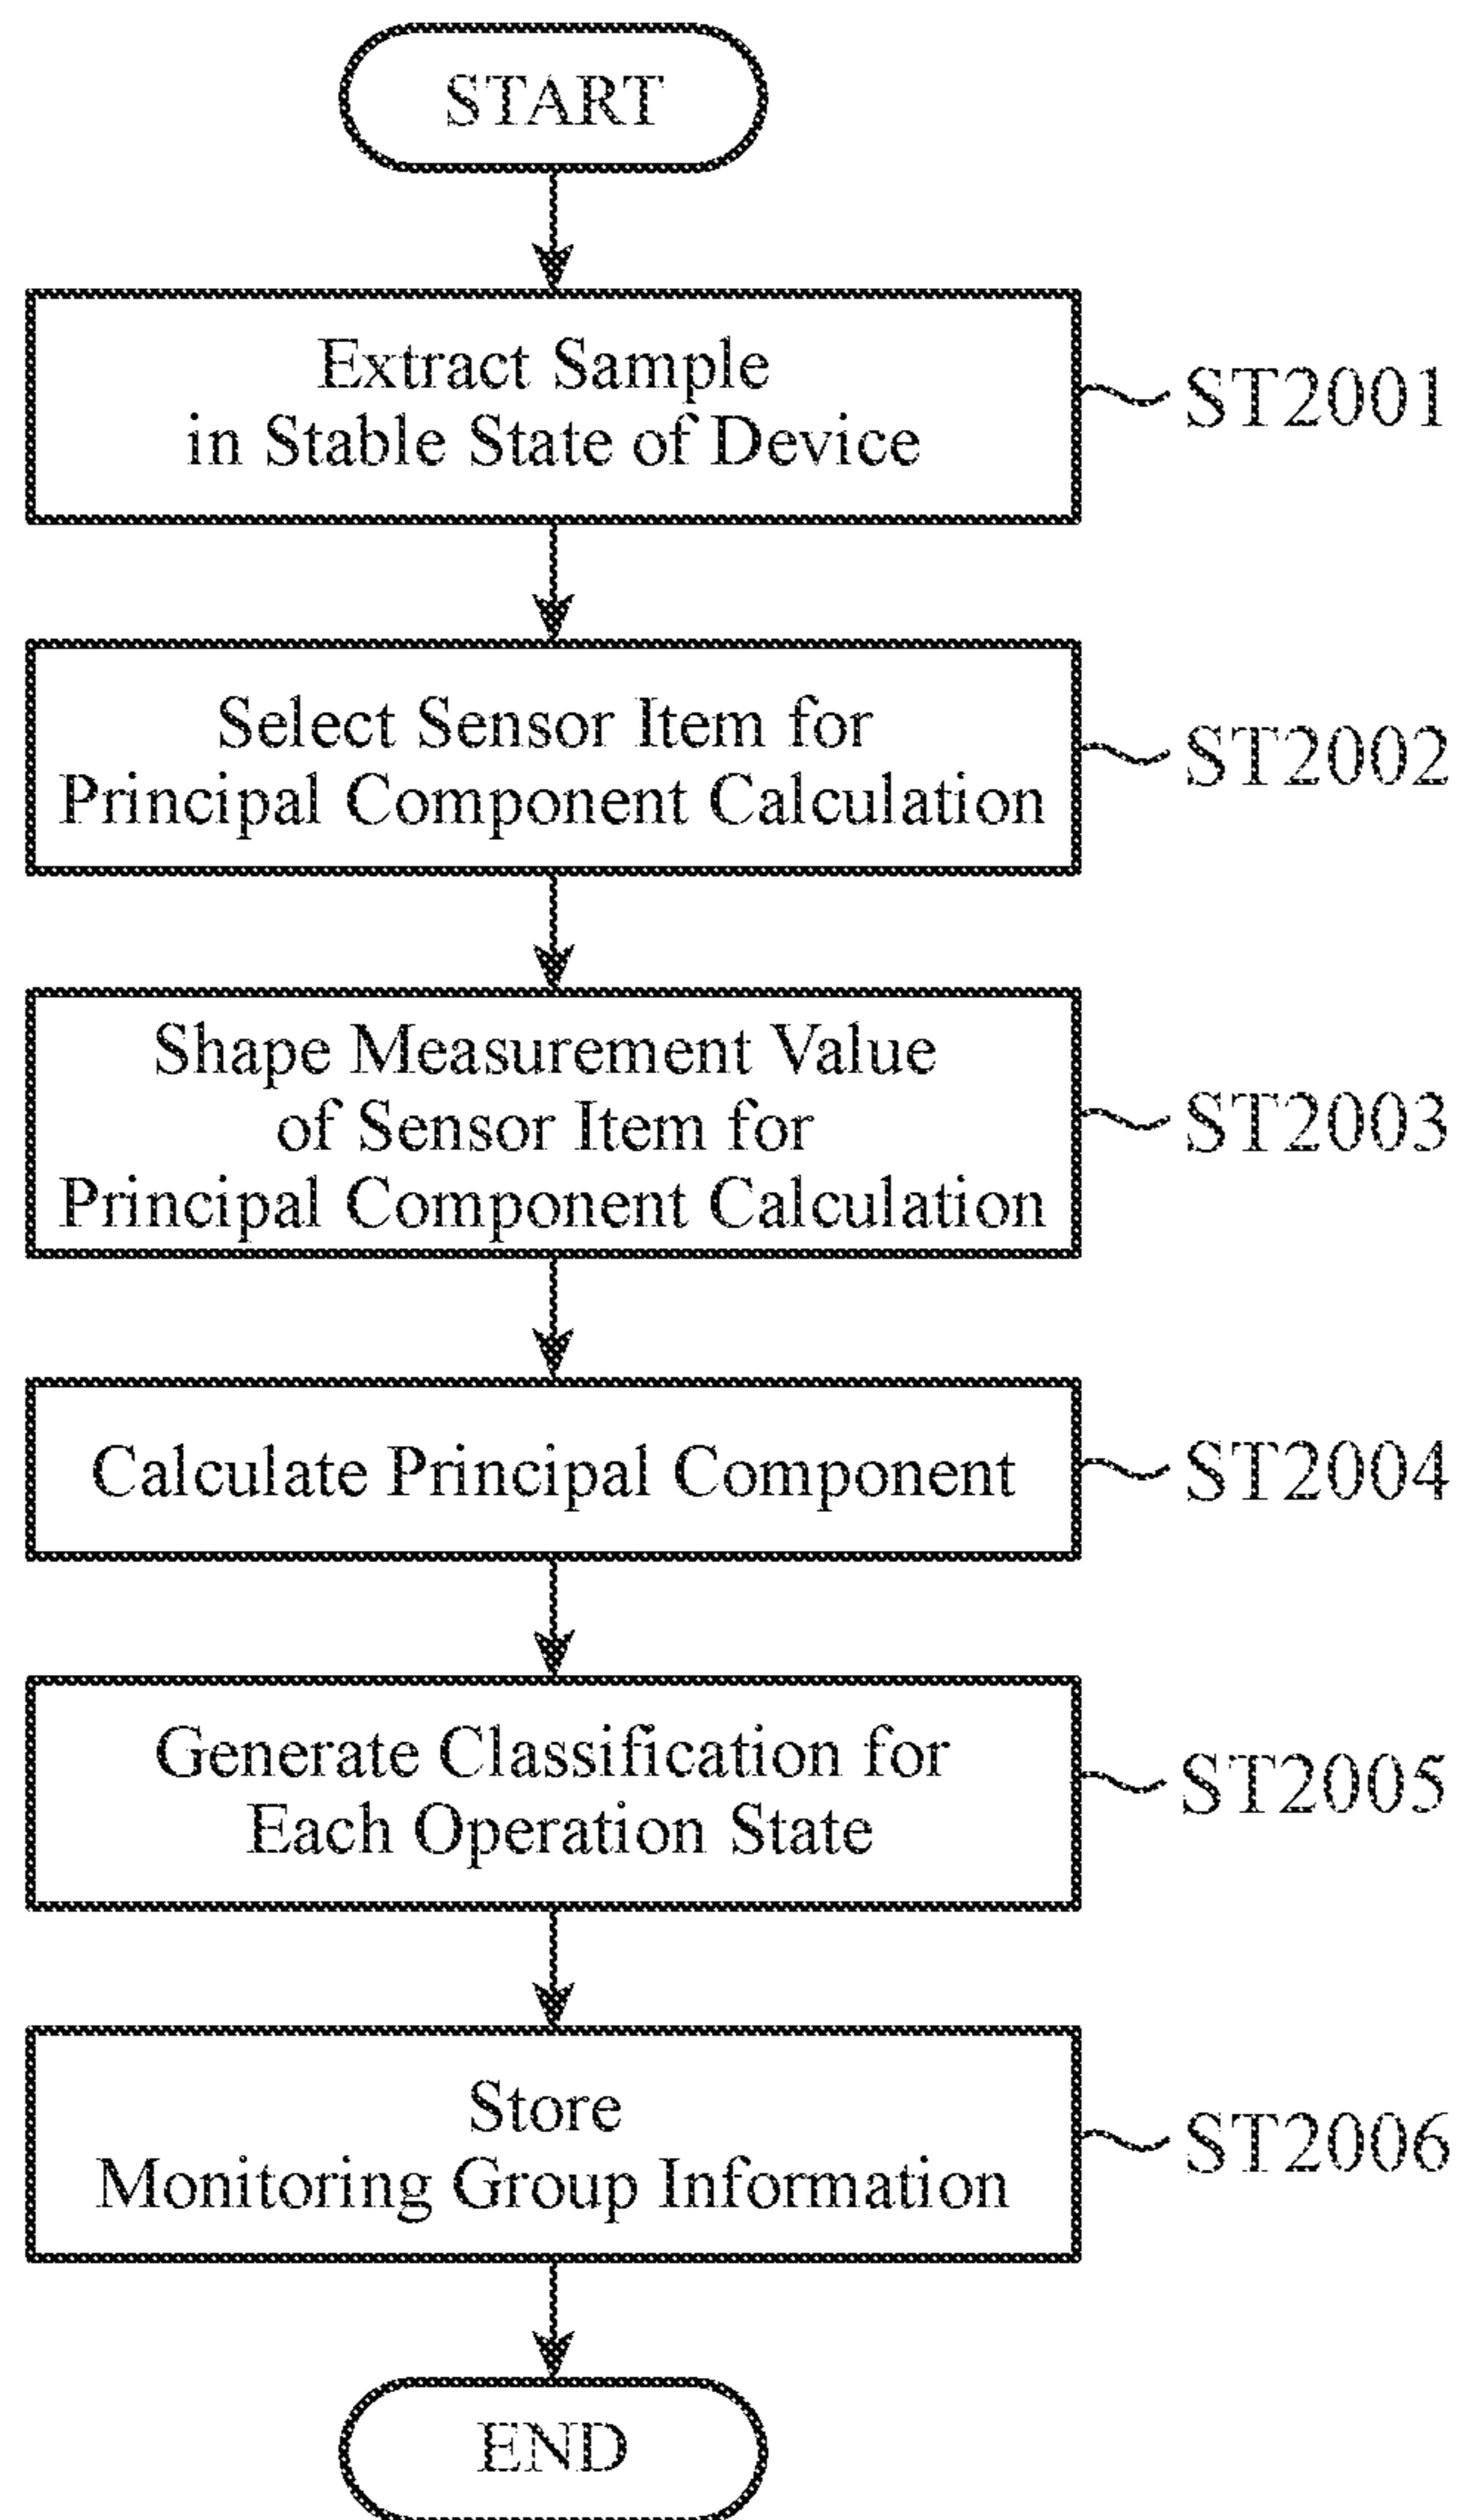 START
Extract Sample
in Stable State of Device
ST2001
Select Sensor Item for
Principal Component Calculation
ST2002
Shape Measurement Value
of Sensor Item for
Principal Component Calculation
ST2003
Calculate Principal Component
ST2004
Generate Classification for
Each Operation State
ST2005
Store
Monitoring Group Information
ST2006
END